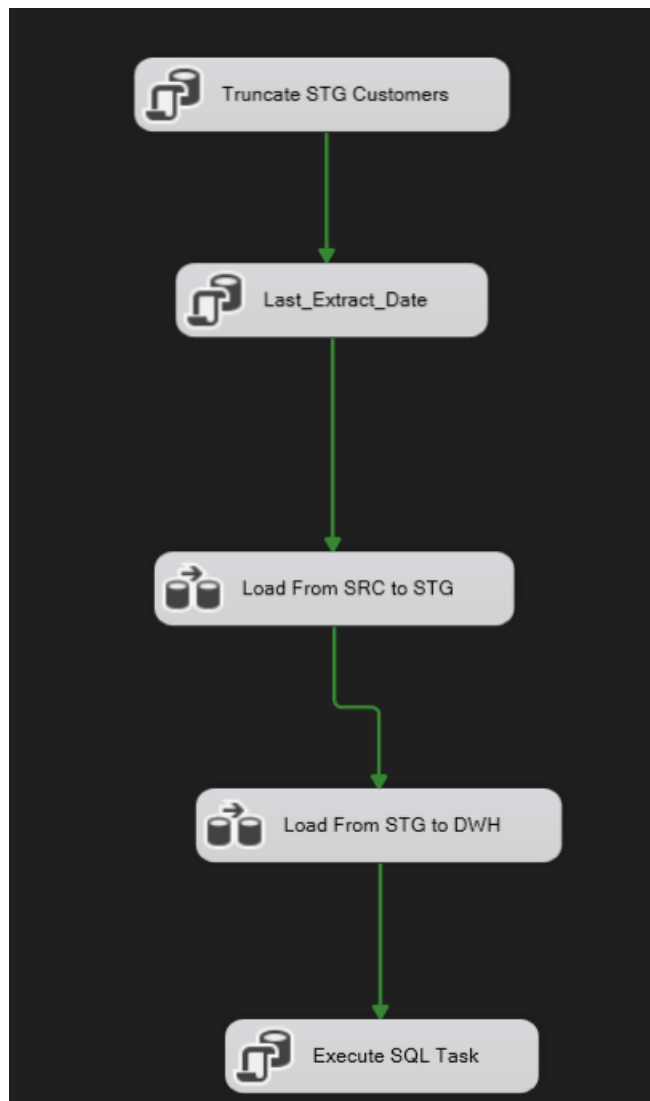 Truncate STG Customers
Last_Extract_Date
Load From SRC to STG
Load From STG to DWH
Execute SQL Task